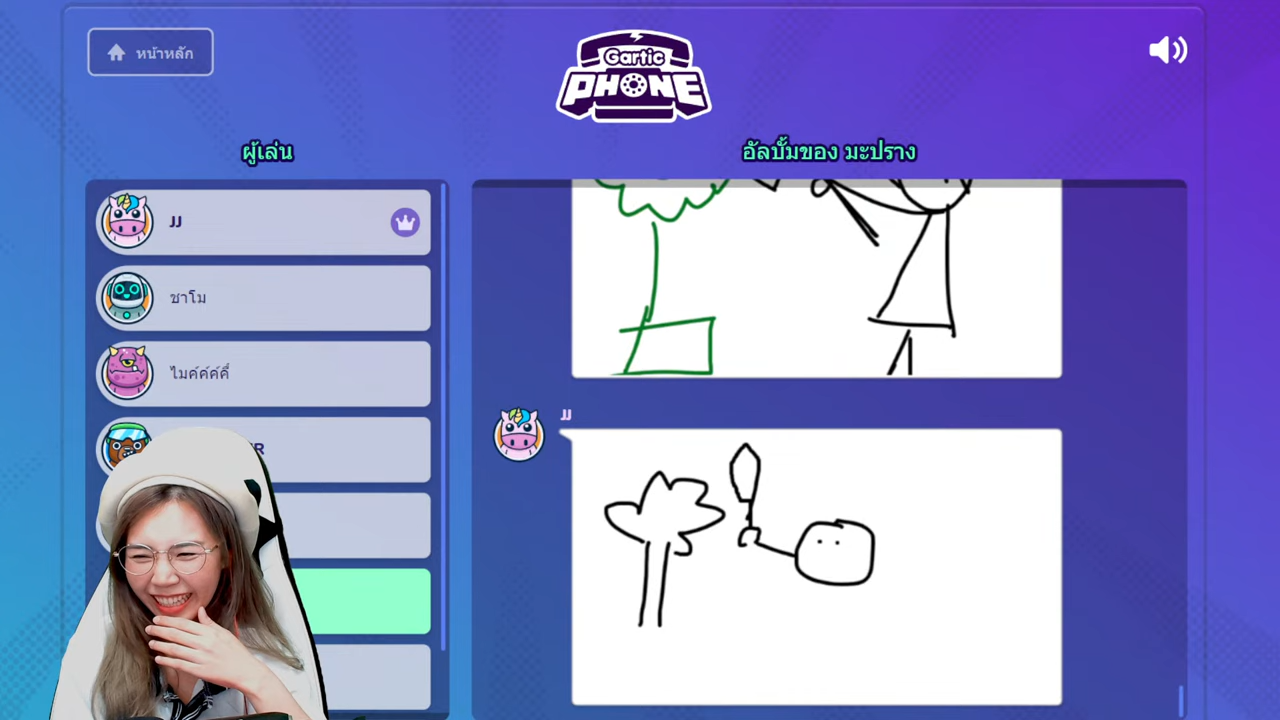 หน้าหลัก
Gartic
PHONE
ผู้เล่น
อัลบั้มของ มะปราง
JJ
ชาโม
ไมค์ค์ค์คี่
R
JJ